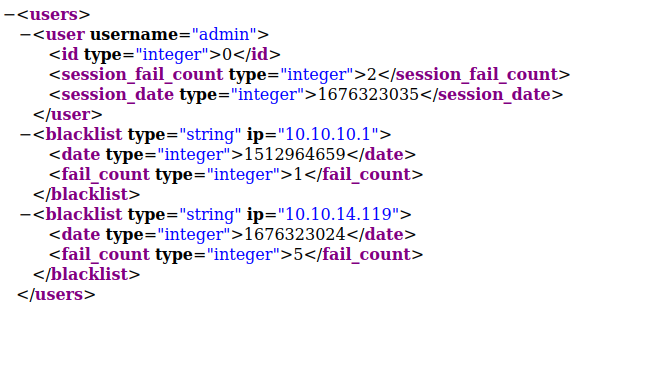 −<users>
−<user username="admin">
<id type="integer">0</id>
<session_fail_count type="integer">2</session_fail_count>
<session_date type="integer">1676323035</session_date>
</user>
−<blacklist type="string" ip="10.10.10.1">
<date type="integer">1512964659</date>
<fail_count type="integer">1</fail_count>
</blacklist>
−<blacklist type="string" ip="10.10.14.119">
<date type="integer">1676323024</date>
<fail_count type="integer">5</fail_count>
</blacklist>
</users>